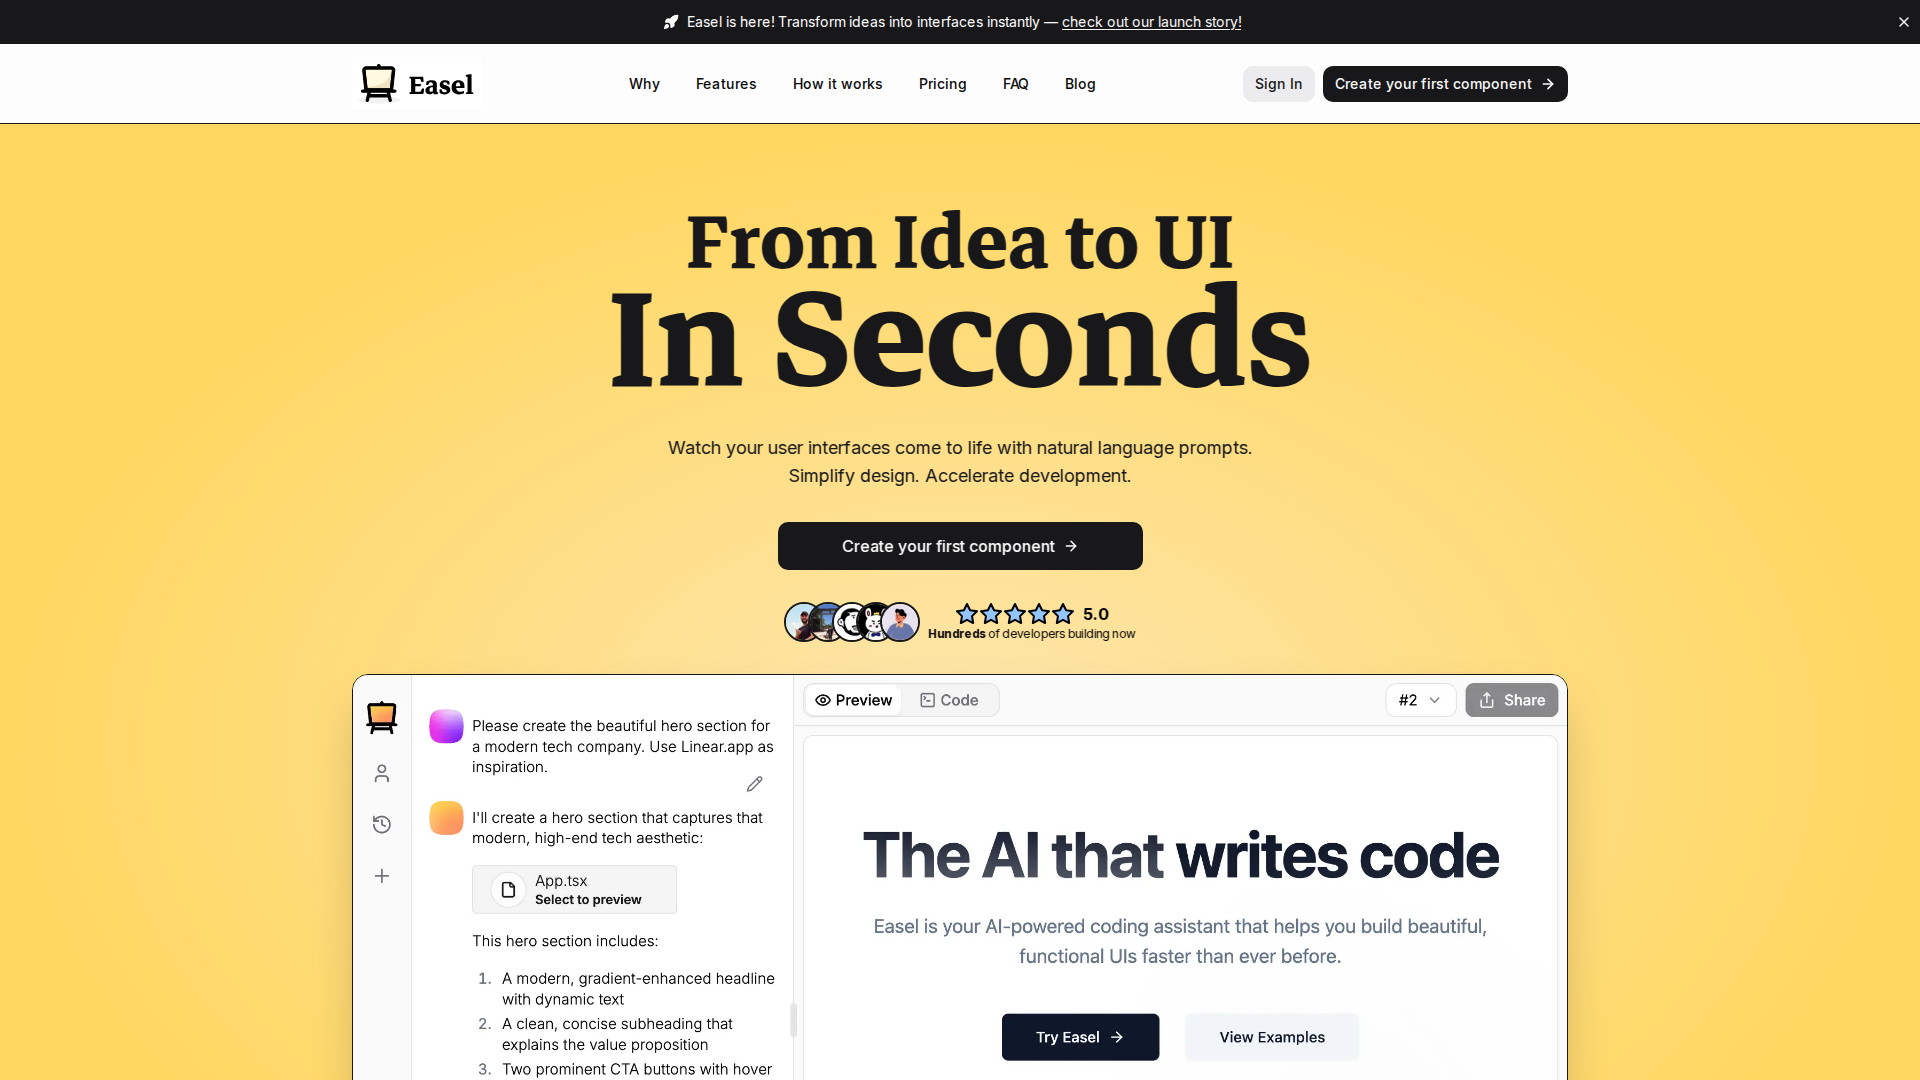 Easel is here! Transform ideas into interfaces instantly — check out our launch story!
Easel
Why
Features
How it works
Pricing
FAQ
Blog
Sign In
Create your first component
From Idea to UI
In Seconds
Watch your user interfaces come to life with natural language prompts.
Simplify design. Accelerate development.
Create your first component
5.0
Hundreds of developers building now
Please create the beautiful hero section for
a modern tech company. Use Linear.app as
inspiration.
I'll create a hero section that captures that
modern, high-end tech aesthetic:
App.tsx
Select to preview
This hero section includes:
1. A modern, gradient-enhanced headline
with dynamic text
2. A clean, concise subheading that
explains the value proposition
3. Two prominent CTA buttons with hover
Preview
Code
#2
Share
The AI that writes code
Easel is your AI-powered coding assistant that helps you build beautiful,
functional UIs faster than ever before.
Try Easel
View Examples